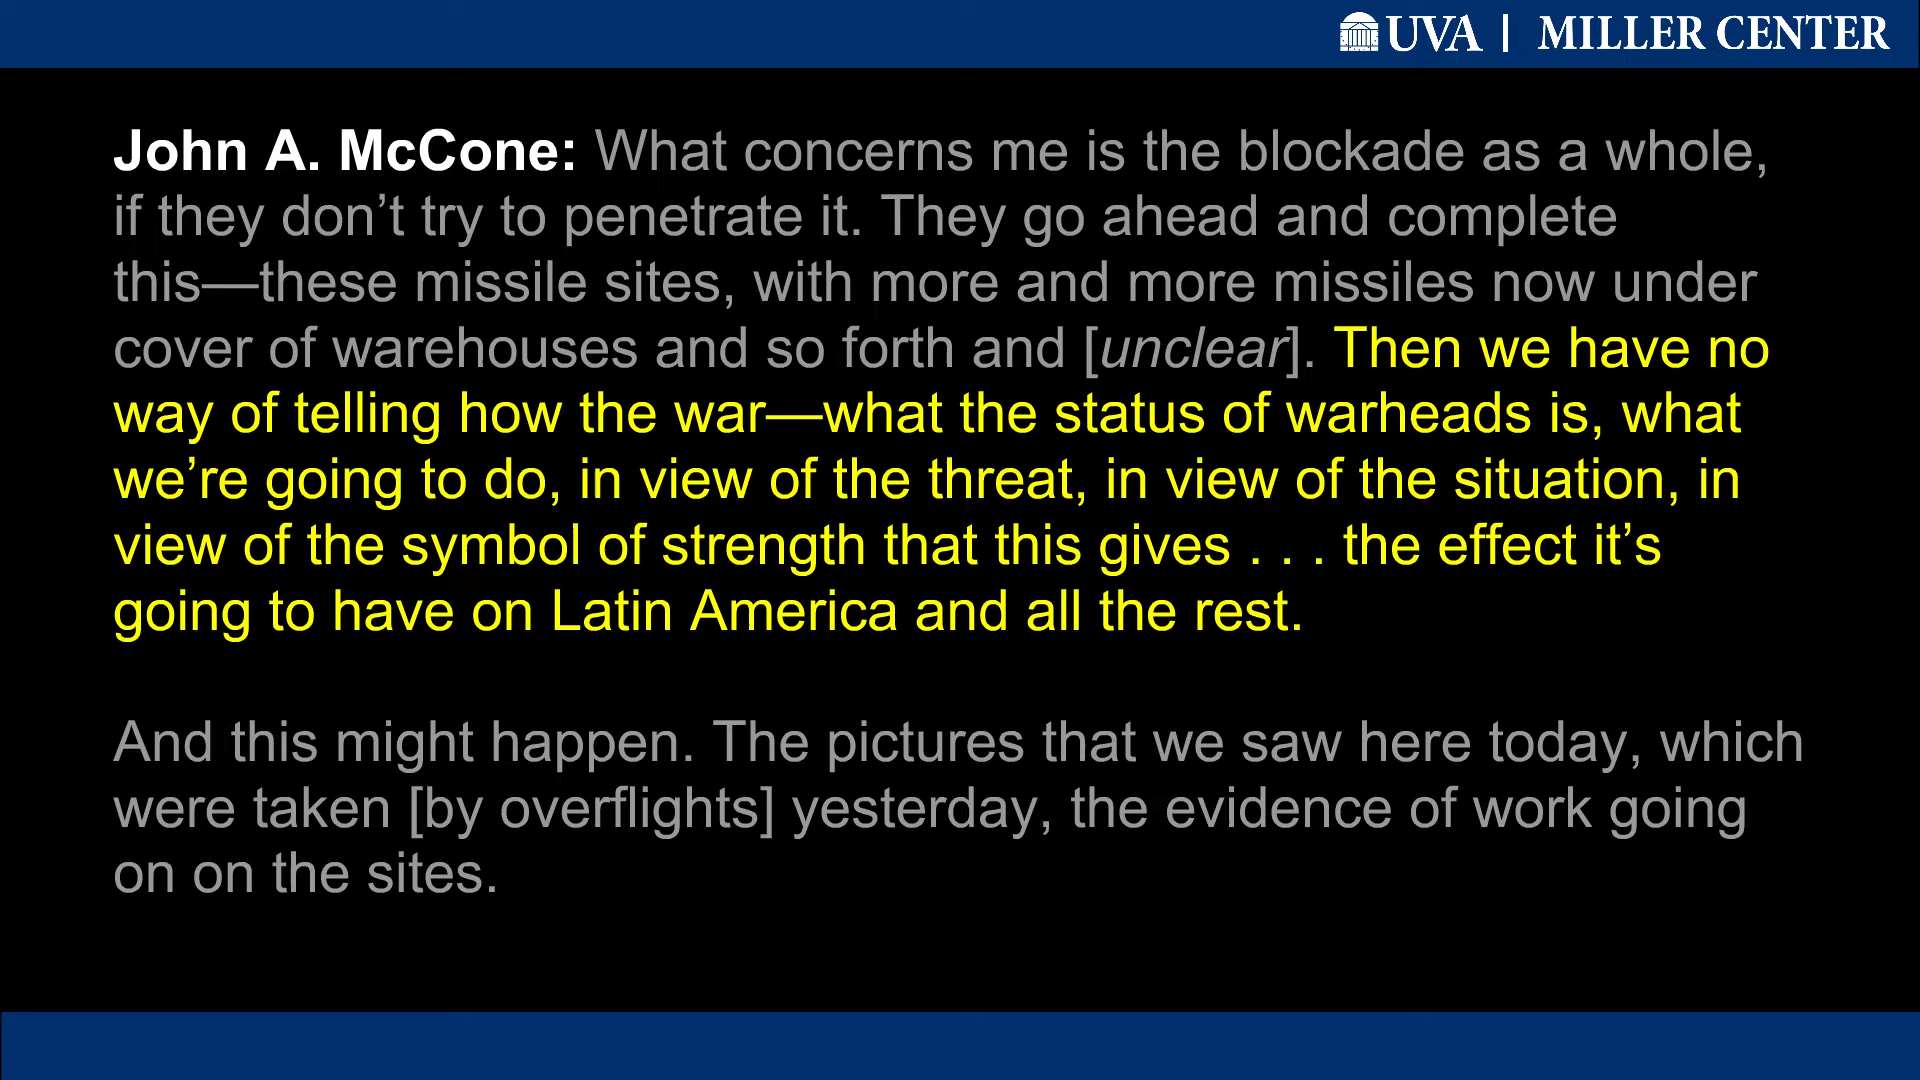 UVA | MILLER CENTER
John A. McCone: What concerns me is the blockade as a whole,
if they don’t try to penetrate it. They go ahead and complete
this—these missile sites, with more and more missiles now under
cover of warehouses and so forth and [unclear]. Then we have no
way of telling how the war—what the status of warheads is, what
we’re going to do, in view of the threat, in view of the situation, in
view of the symbol of strength that this gives . . . the effect it’s
going to have on Latin America and all the rest.
And this might happen. The pictures that we saw here today, which
were taken [by overflights] yesterday, the evidence of work going
on on the sites.